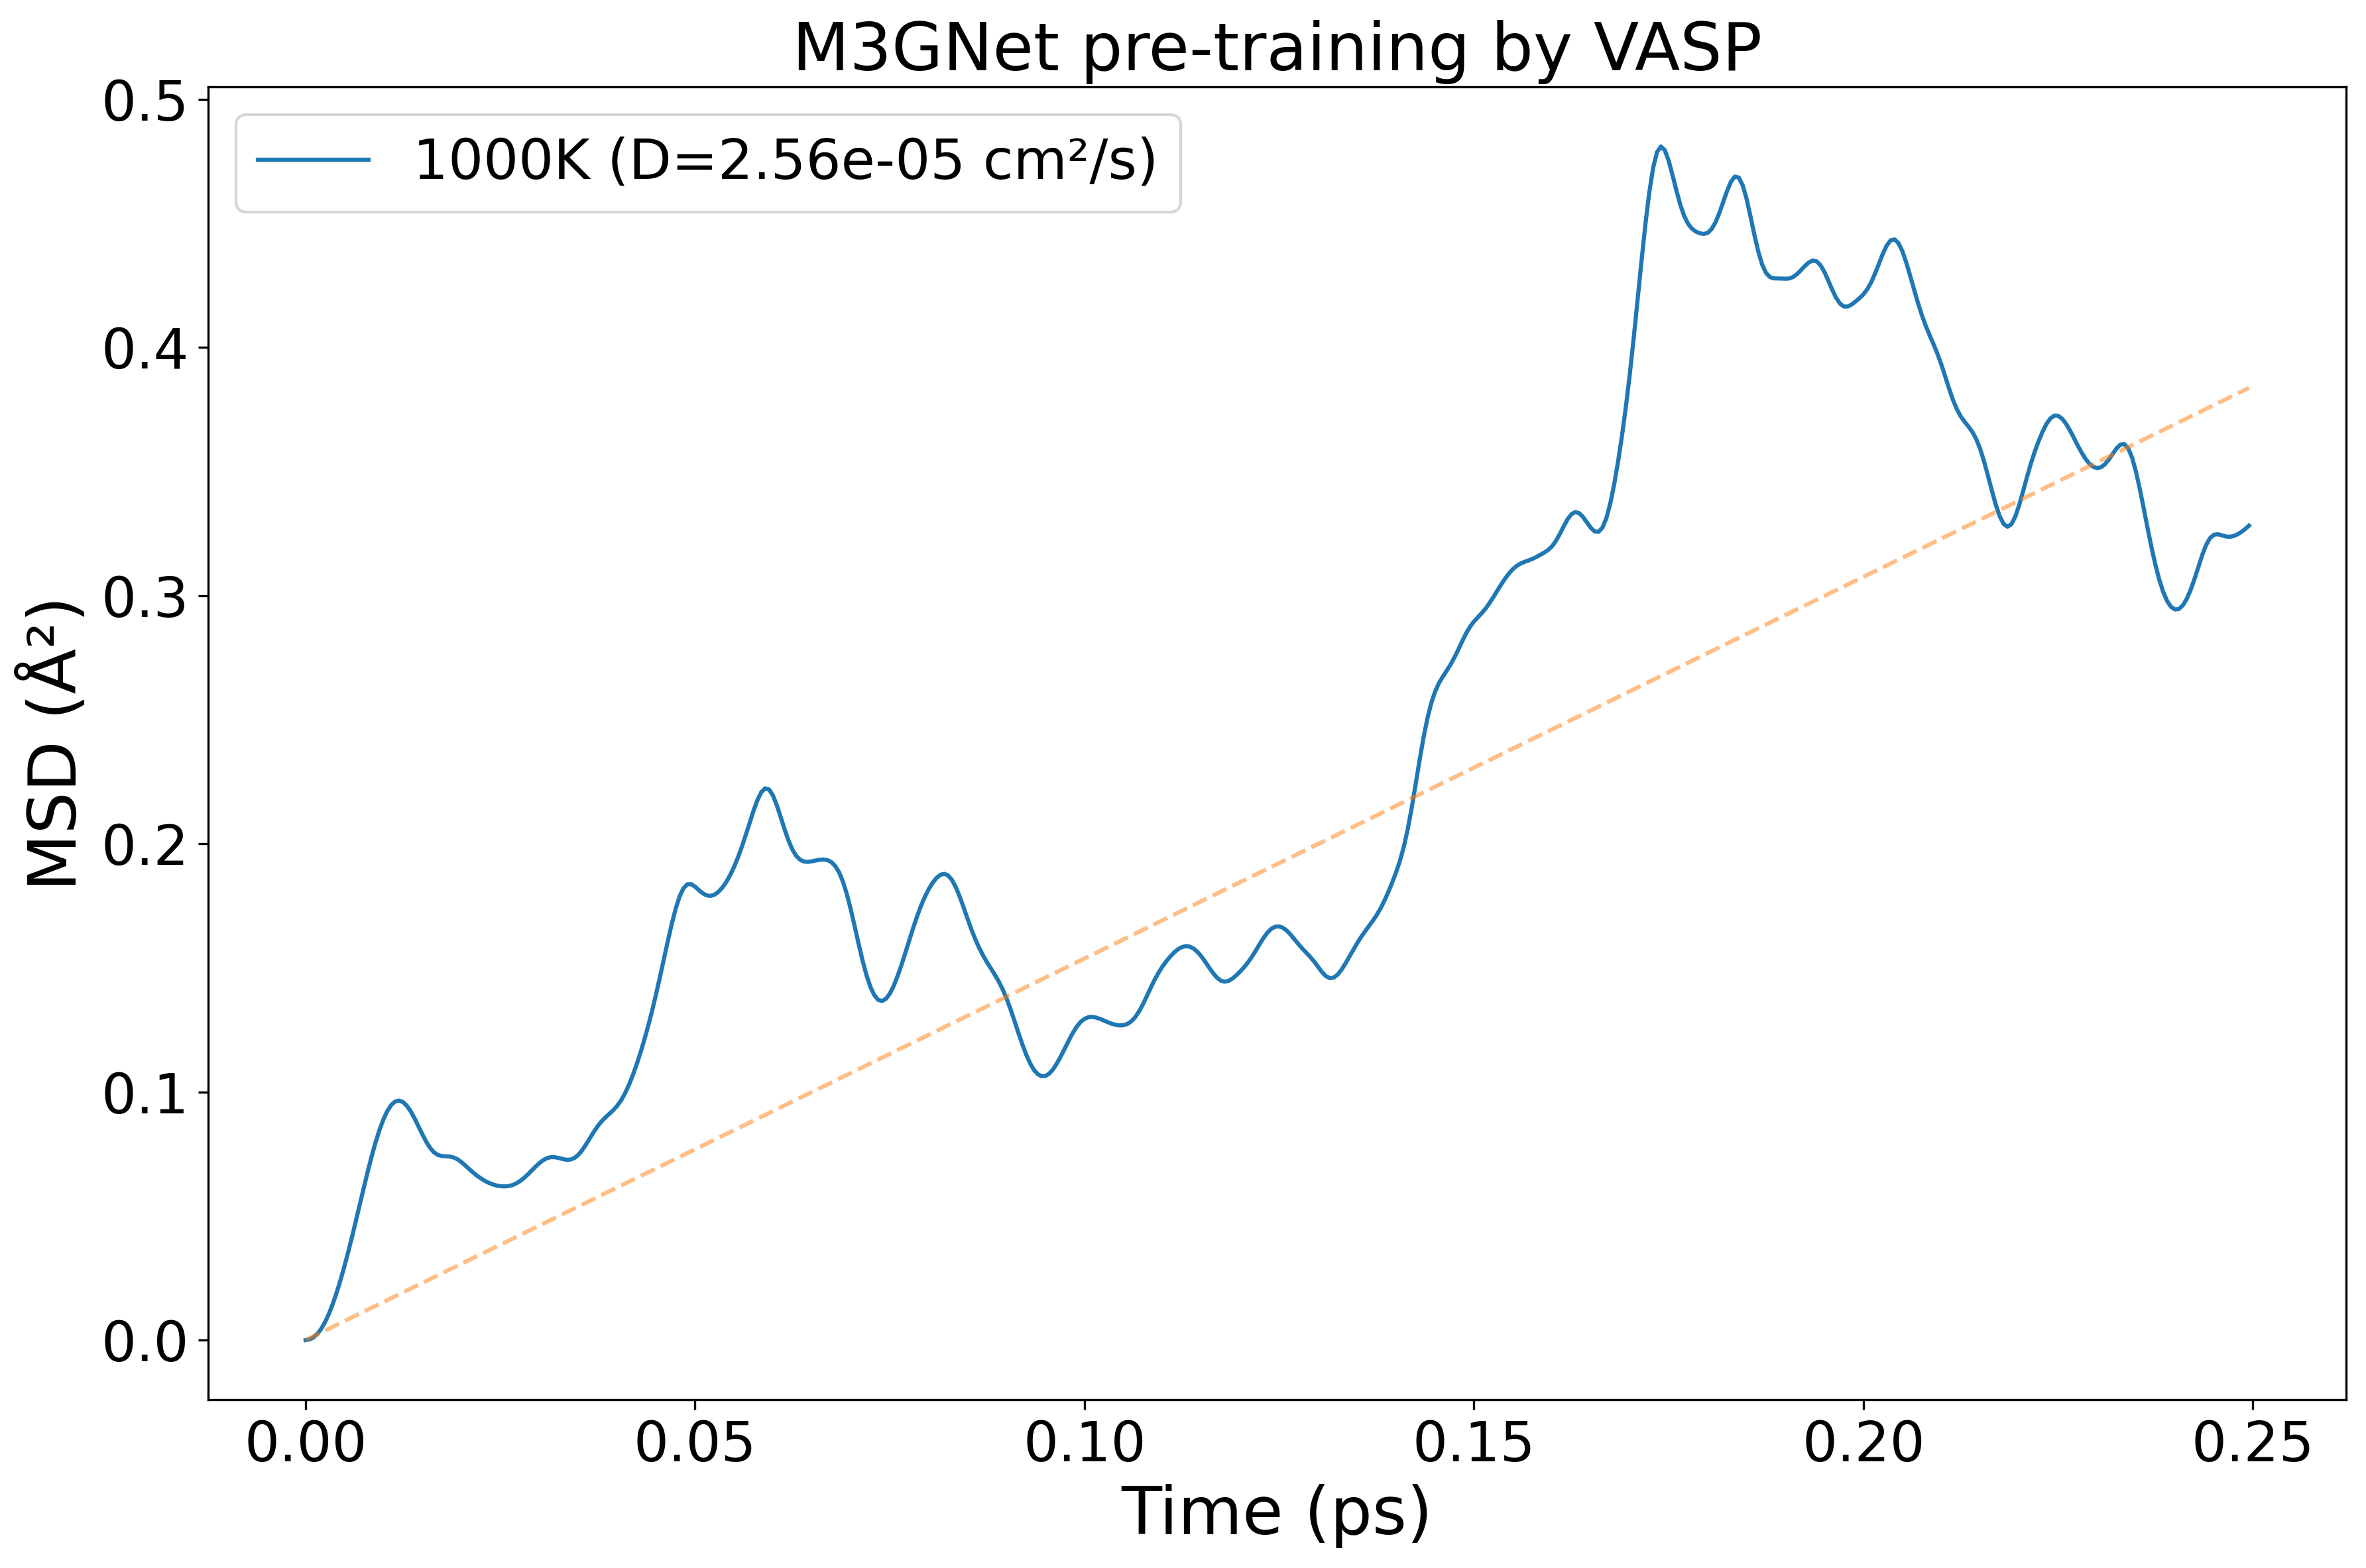 M3GNet pre-training by VASP
1000K (D=2.56e-05 cm²/s)
0.5
0.4
0.3
0.2
0.1
0.0
MSD (Å²)
0.00 0.05 0.10 0.15 0.20 0.25
Time (ps)